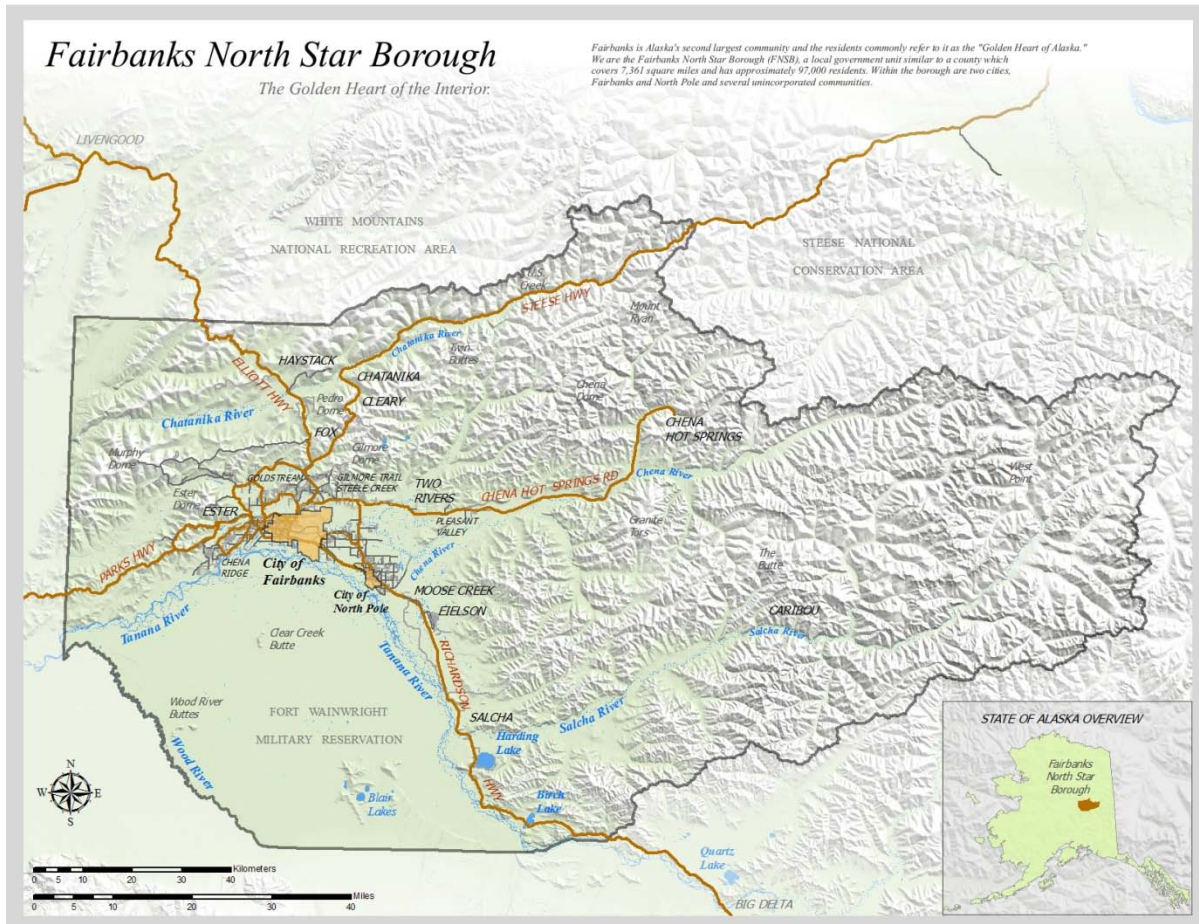 Fairbanks North Star Borough
The Golden Heart of the Interior.
Fairbanks is Alaska's second largest community and the residents commonly refer to it as the "Golden Heart of Alaska."
We are the Fairbanks North Star Borough (FNSB), a local government unit similar to a county which
covers 7,361 square miles and has approximately 97,000 residents. Within the borough are two cities,
Fairbanks and North Pole and several unincorporated communities.
LIVENGOOD
WHITE MOUNTAINS
NATIONAL RECREATION AREA
STEESE NATIONAL
CONSERVATION AREA
Creek
STEESE HWY
Mount
Ryan
Chatanika River
Twin
Buttes
HAYSTACK
ELLIOTT HWY
CHATANIKA
CLEARY
Pedro
Dome
Chena
Dome
Chatanika River
FOX
CHENA
HOT SPRINGS
Murphy
Dome
Gilmore
Dome
GOLDSTREAM
GILMORE TRAIL
STEELE CREEK
TWO
RIVERS
CHENA HOT SPRINGS RD
Chena River
West
Point
Ester
Dome
ESTER
PLEASANT
VALLEY
Granite
Tors
PARKS HWY
CHENA
RIDGE
City of
Fairbanks
Chena River
The
Butte
City of
North Pole
MOOSE CREEK
EIELSON
CARIBOU
Salcha River
Tanana River
Clear Creek
Butte
Tanana River
RICHARDSON
HWY
Wood River
Buttes
FORT WAINWRIGHT
MILITARY RESERVATION
SALCHA
Salcha River
Harding
Lake
Wood River
Blair
Lakes
Birch
Lake
Quartz
Lake
BIG DELTA
N
W E
S
Kilometers
0 5 10 20 30 40
Miles
0 5 10 20 30 40
STATE OF ALASKA OVERVIEW
Fairbanks
North Star
Borough